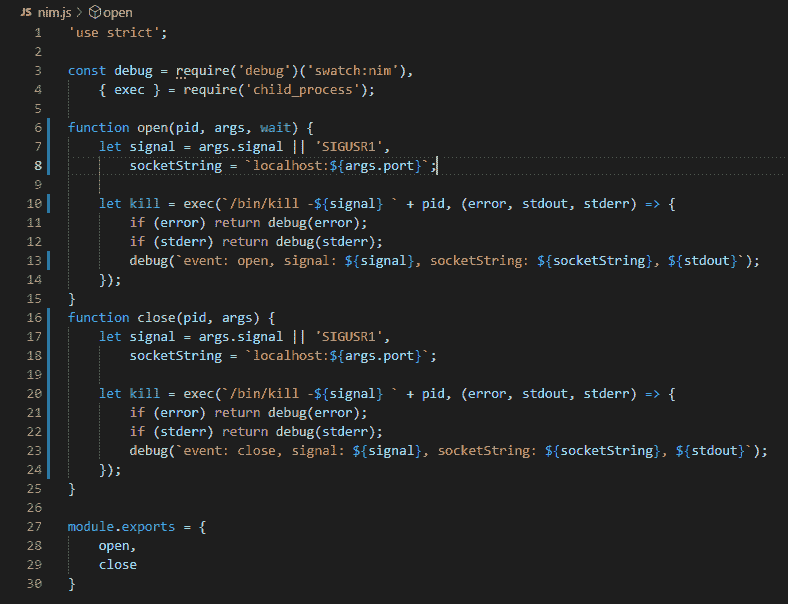 JS nim.js > open
1 'use strict';
2
3 const debug = require('debug')('swatch:nim'),
4     { exec } = require('child_process');
5
6 function open(pid, args, wait) {
7     let signal = args.signal || 'SIGUSR1',
8         socketString = `localhost:${args.port}`;
9
10     let kill = exec(`/bin/kill -${signal} ` + pid, (error, stdout, stderr) => {
11         if (error) return debug(error);
12         if (stderr) return debug(stderr);
13         debug(`event: open, signal: ${signal}, socketString: ${socketString}, ${stdout}`);
14     });
15 }
16 function close(pid, args) {
17     let signal = args.signal || 'SIGUSR1',
18         socketString = `localhost:${args.port}`;
19
20     let kill = exec(`/bin/kill -${signal} ` + pid, (error, stdout, stderr) => {
21         if (error) return debug(error);
22         if (stderr) return debug(stderr);
23         debug(`event: close, signal: ${signal}, socketString: ${socketString}, ${stdout}`);
24     });
25 }
26
27 module.exports = {
28     open,
29     close
30 }